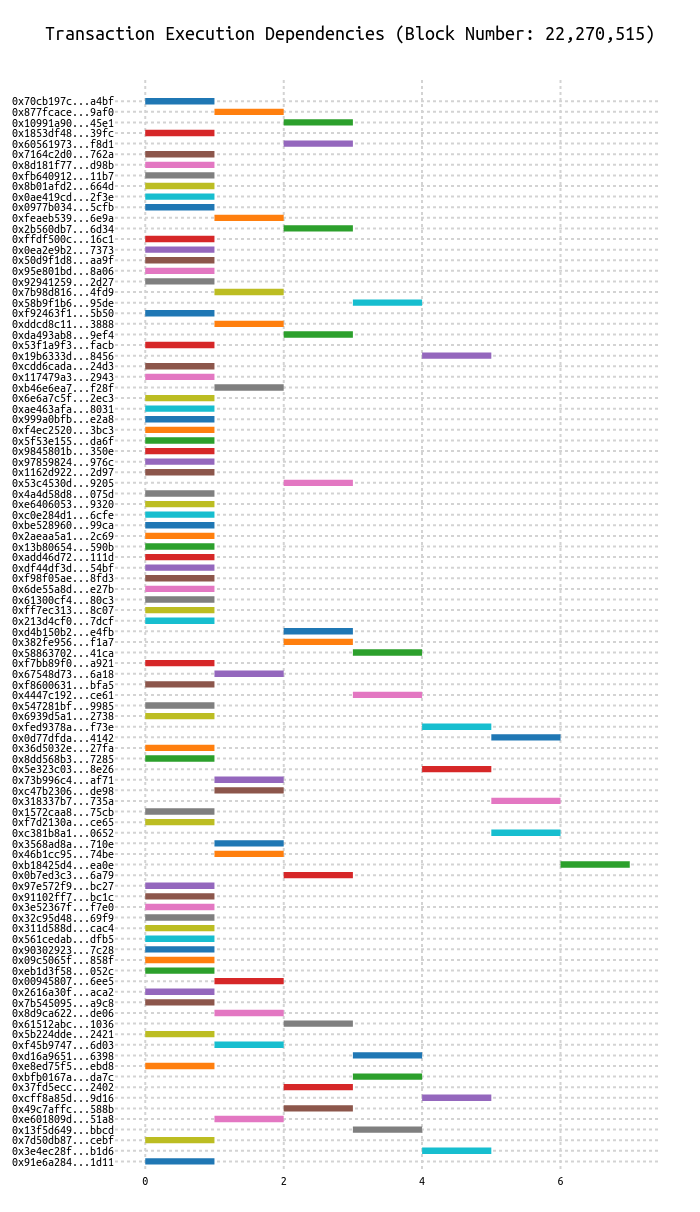 Transaction Execution Dependencies (Block Number: 22,270,515)
0x70cb197c...a4bf
0x877fcace...9af0
0x10991a90...45e1
0x1853df48...39fc
0x60561973...f8d1
0x7164c2d0...762a
0x8d181f77...d98b
0xfb640912...11b7
0x8b01afd2...664d
0x0ae419cd...2f3e
0x0977b034...5cfb
0xfeaeb539...6e9a
0x2b560db7...6d34
0xffdf500c...16c1
0x0ea2e9b2...7373
0x50d9f1d8...aa9f
0x95e801bd...8a06
0x92941259...2d27
0x7b98d816...4fd9
0x58b9f1b6...95de
0xf92463f1...5b50
0xddcd8c11...3888
0xda493ab8...9ef4
0x53f1a9f3...facb
0x19b6333d...8456
0xcdd6cada...24d3
0x117479a3...2943
0xb46e6ea7...f28f
0x6e6a7c5f...2ec3
0xae463afa...8031
0x999a0bfb...e2a8
0xf4ec2520...3bc3
0x5f53e155...da6f
0x9845801b...350e
0x97859824...976c
0x1162d922...2d97
0x53c4530d...9205
0x4a4d58d8...075d
0xe6406053...9320
0xc0e284d1...6cfe
0xbe528960...99ca
0x2aeaa5a1...2c69
0x13b80654...590b
0xadd46d72...111d
0xdf44df3d...54bf
0xf98f05ae...8fd3
0x6de55a8d...e27b
0x61300cf4...80c3
0xff7ec313...8c07
0x213d4cf0...7dcf
0xd4b150b2...e4fb
0x382fe956...f1a7
0x58863702...41ca
0xf7bb89f0...a921
0x67548d73...6a18
0xf8600631...bfa5
0x4447c192...ce61
0x547281bf...9985
0x6939d5a1...2738
0xfed9378a...f73e
0x0d77dfda...4142
0x36d5032e...27fa
0x8dd568b3...7285
0x5e323c03...8e26
0x73b996c4...af71
0xc47b2306...de98
0x318337b7...735a
0x1572caa8...75cb
0xf7d2130a...ce65
0xc381b8a1...0652
0x3568ad8a...710e
0x46b1cc95...74be
0xb18425d4...ea0e
0x0b7ed3c3...6a79
0x97e572f9...bc27
0x91102ff7...bc1c
0x3e52367f...f7e0
0x32c95d48...69f9
0x311d588d...cac4
0x561cedab...dfb5
0x90302923...7c28
0x09c5065f...858f
0xeb1d3f58...052c
0x00945807...6ee5
0x2616a30f...aca2
0x7b545095...a9c8
0x8d9ca622...de06
0x61512abc...1036
0x5b224dde...2421
0xf45b9747...6d03
0xd16a9651...6398
0xe8ed75f5...ebd8
0xbfb0167a...da7c
0x37fd5ecc...2402
0xcff8a85d...9d16
0x49c7affc...588b
0xe601809d...51a8
0x13f5d649...bbcd
0x7d50db87...cebf
0x3e4ec28f...b1d6
0x91e6a284...1d11
0 2 4 6